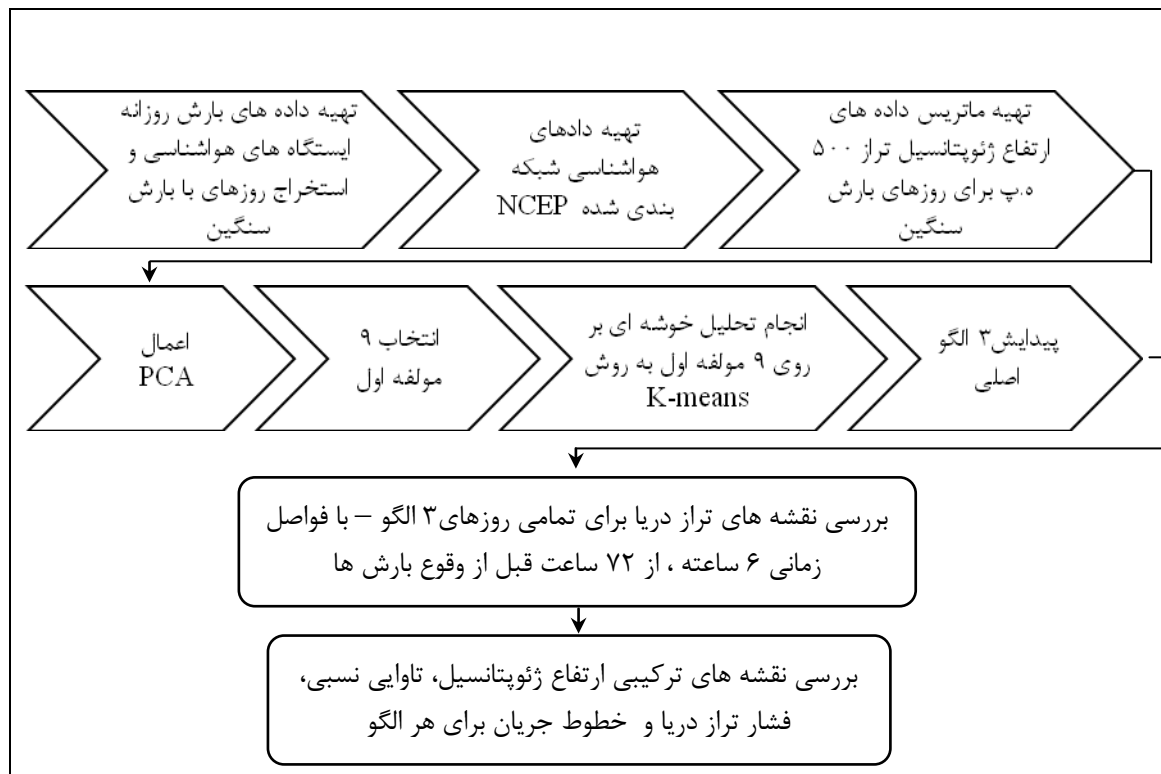 تهیه داده های بارش روزانه
ایستگاه های هواشناسی و
استخراج روزهای با بارش
سنگین
تهیه دادهای
هواشناسی شبکه
بندی شده NCEP
تهیه ماتریس داده های
ارتفاع ژئوپتانسیل تراز ۵۰۰
ه.پ برای روزهای بارش
سنگین
اعمال
PCA
انتخاب ۹
مولفه اول
انجام تحلیل خوشه ای بر
روی ۹ مولفه اول به روش
K-means
پیدایش۳ الگو
اصلی
بررسی نقشه های تراز دریا برای تمامی روزهای۳ الگو – با فواصل
زمانی ۶ ساعته ، از ۷۲ ساعت قبل از وقوع بارش ها
بررسی نقشه های ترکیبی ارتفاع ژئوپتانسیل، تاوایی نسبی،
فشار تراز دریا و خطوط جریان برای هر الگو